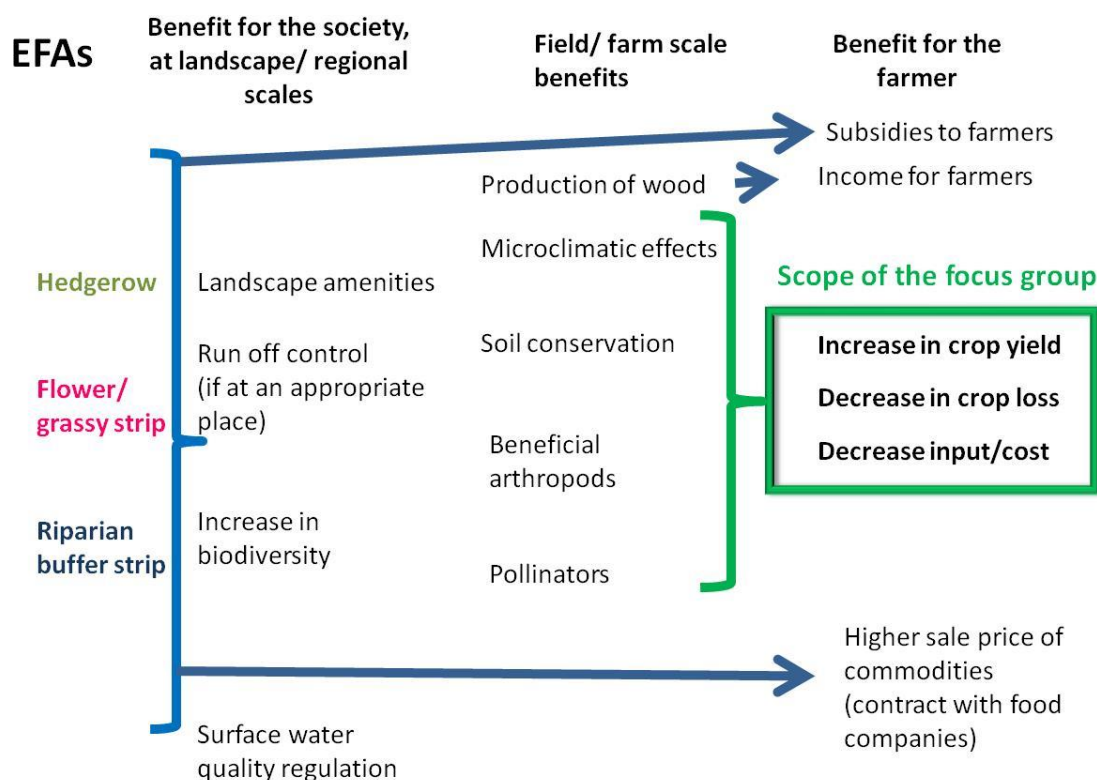 EFAs
Benefit for the society,
at landscape/ regional
scales
Field/ farm scale
benefits
Benefit for the
farmer
Subsidies to farmers
Production of wood
Income for farmers
Microclimatic effects
Hedgerow
Landscape amenities
Scope of the focus group
Soil conservation
Increase in crop yield
Run off control
(if at an appropriate
place)
Flower/
grassy strip
Decrease in crop loss
Decrease input/cost
Beneficial
arthropods
Riparian
buffer strip
Increase in
biodiversity
Pollinators
Higher sale price of
commodities
(contract with food
companies)
Surface water
quality regulation